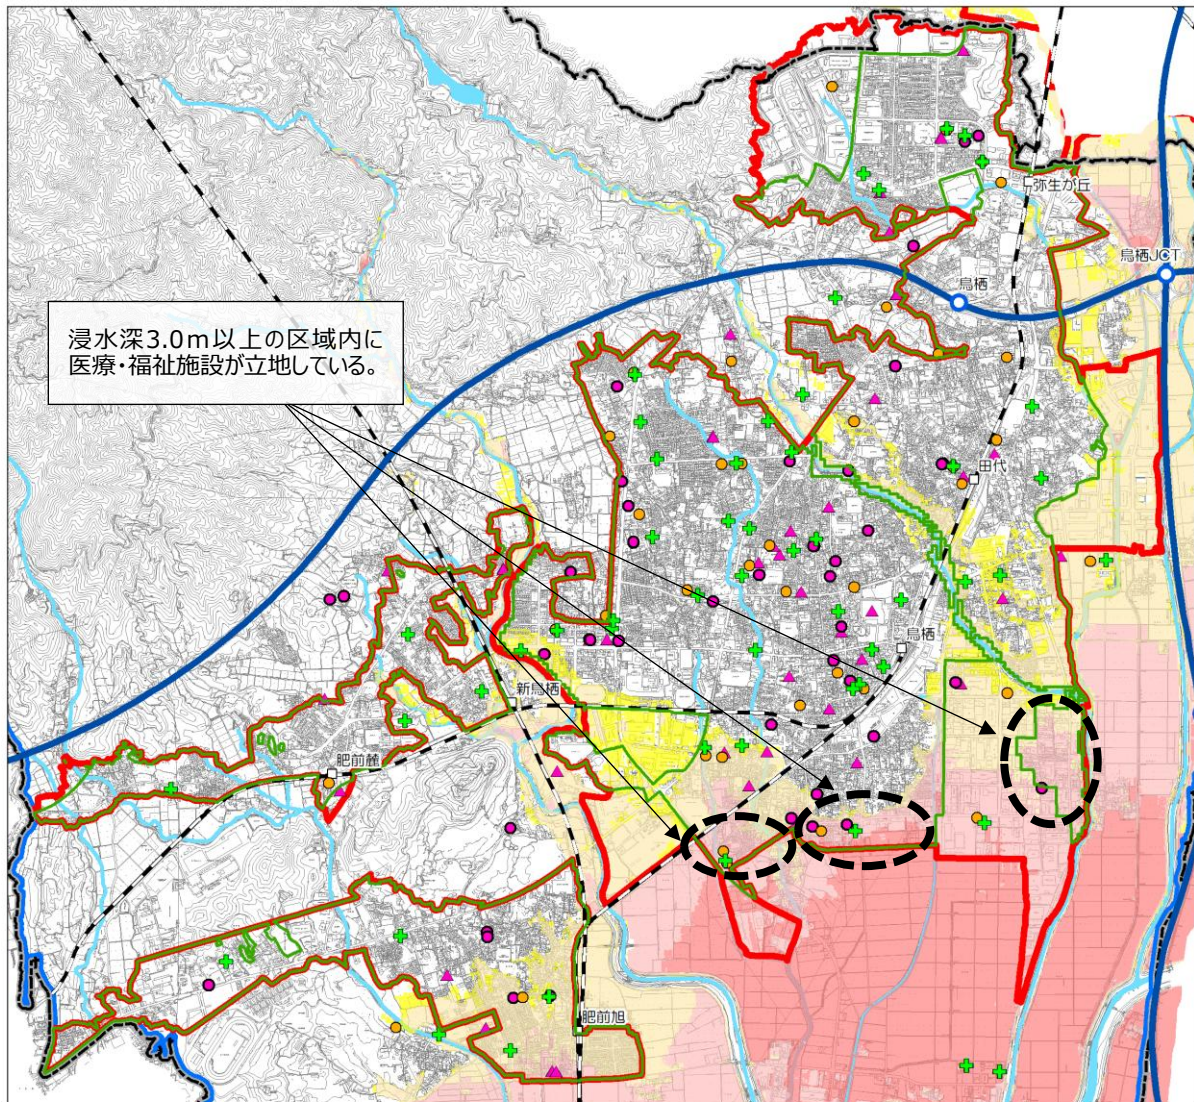 弥生が丘
鳥栖JCT
鳥栖
浸水深3.0m以上の区域内に
医療・福祉施設が立地している。
田代
鳥栖
新鳥栖
肥前麓
肥前旭